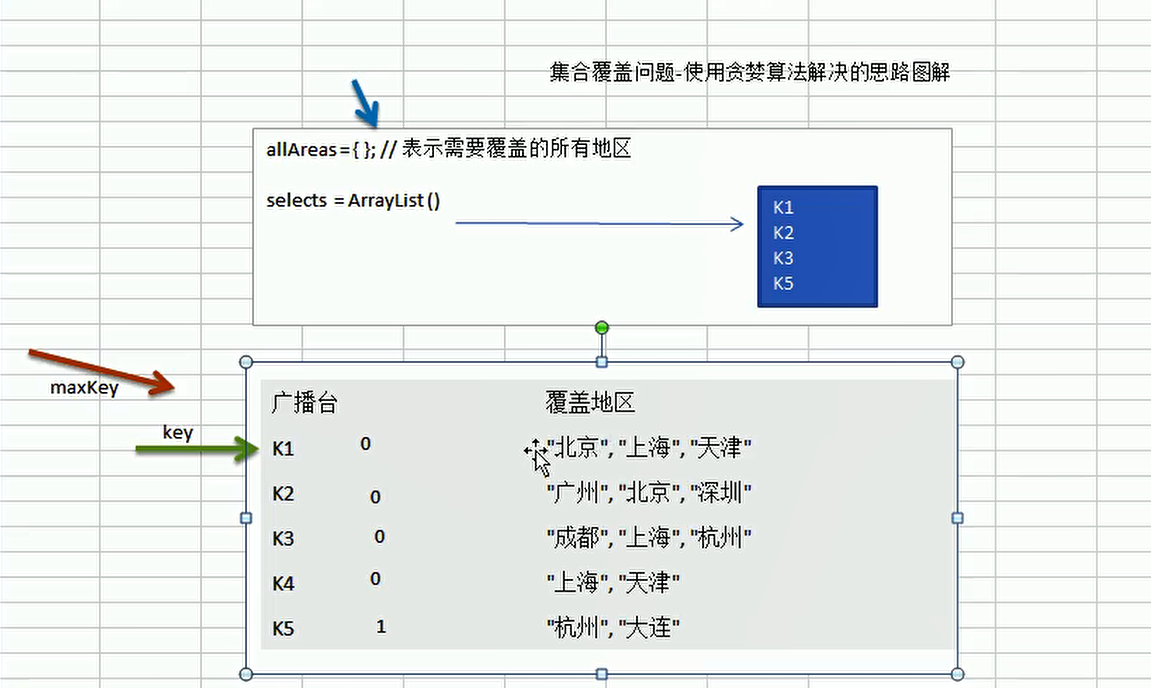 集合覆盖问题-使用贪婪算法解决的思路图解
allAreas={ }; // 表示需要覆盖的所有地区
selects = ArrayList()
K1
K2
K3
K5
maxKey
key
广播台 覆盖地区
K1 0 "北京", "上海", "天津"
K2 0 "广州", "北京", "深圳"
K3 0 "成都", "上海", "杭州"
K4 0 "上海", "天津"
K5 1 "杭州", "大连"